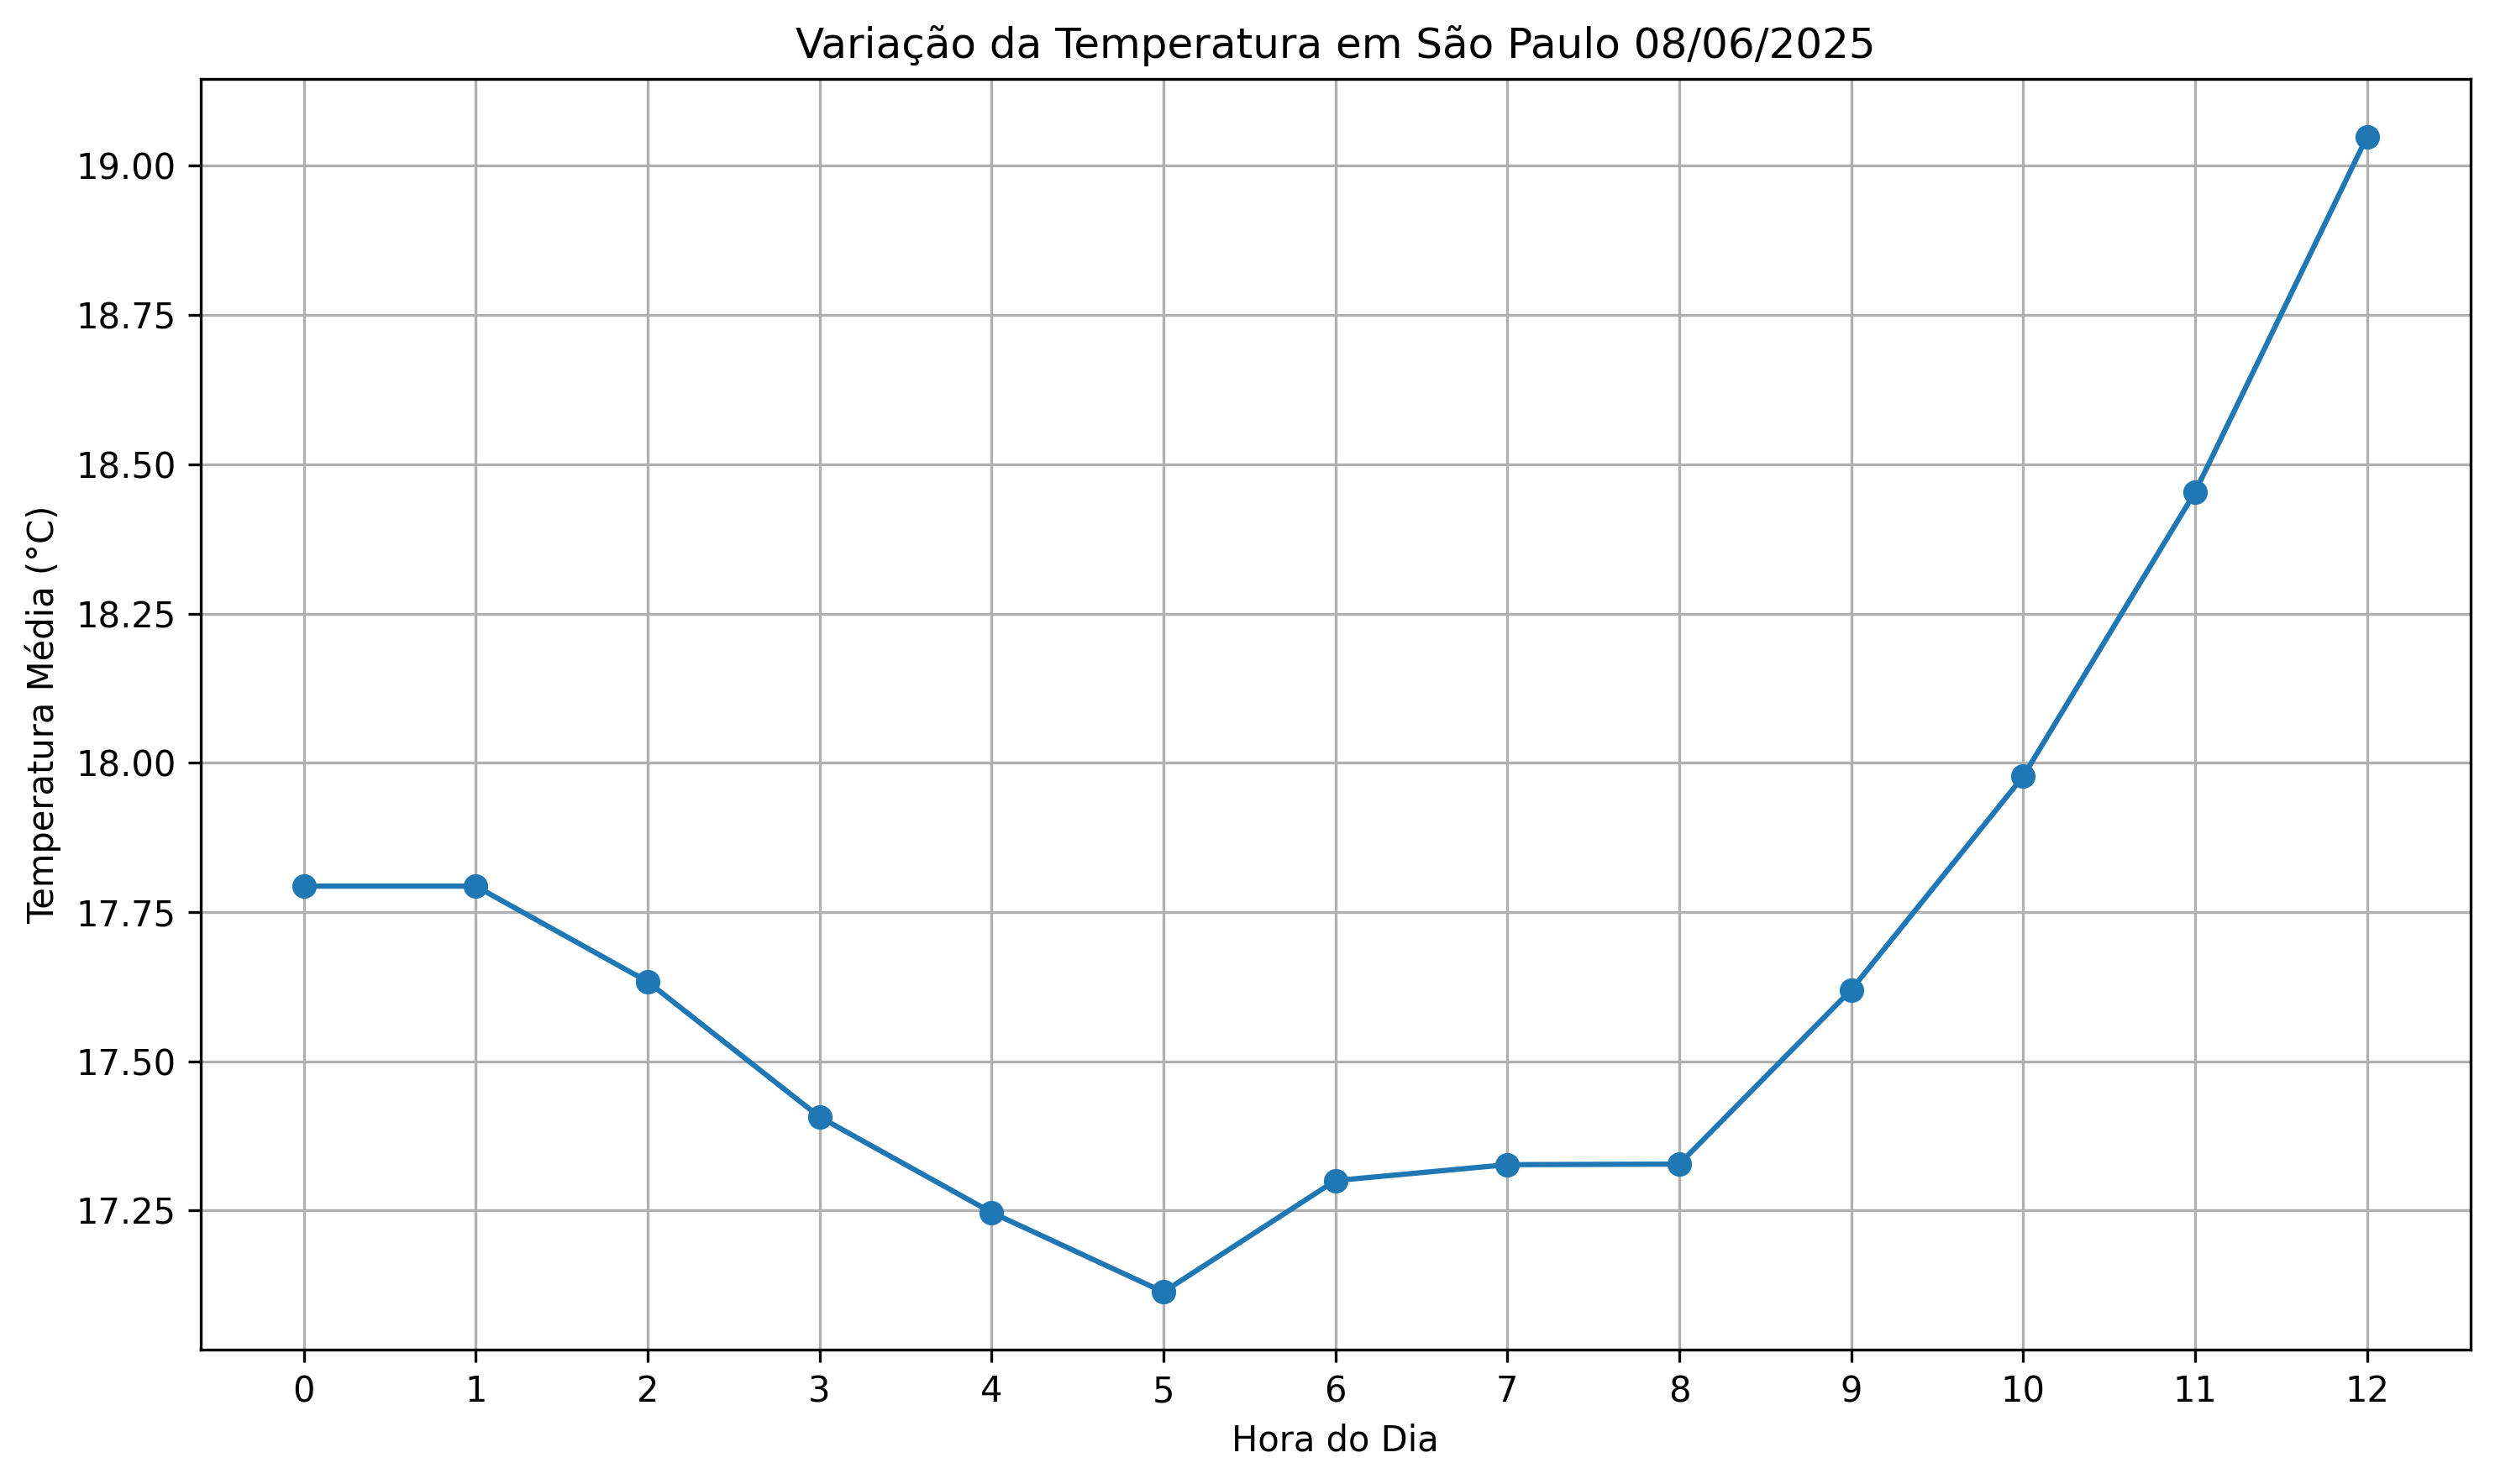 Variação da Temperatura em São Paulo 08/06/2025
Temperatura Média (°C)
19.00
18.75
18.50
18.25
18.00
17.75
17.50
17.25
0 1 2 3 4 5 6 7 8 9 10 11 12
Hora do Dia